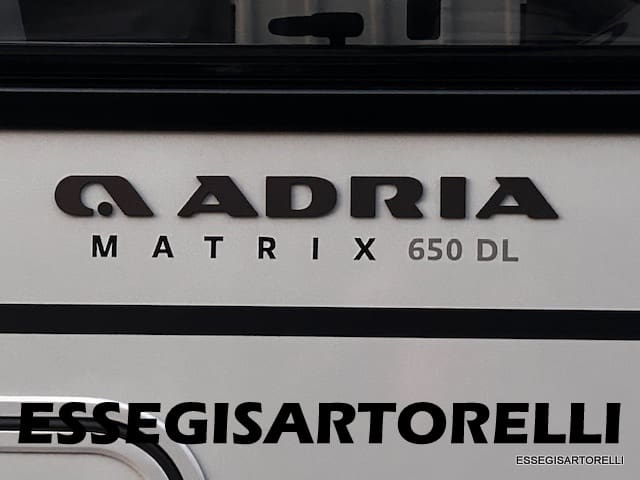 ADRIA
MATRIX 650 DL
ESSEGISARTORELLI
ESSEGISARTORELLI